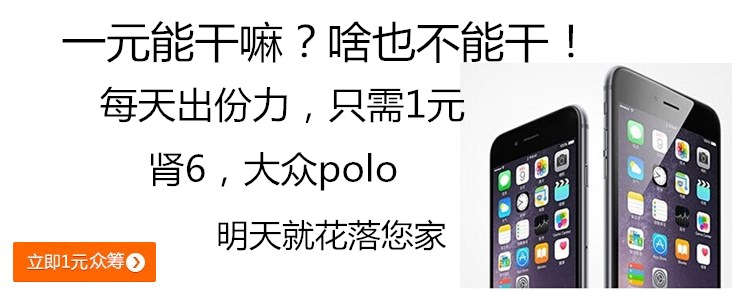 一元能干嘛？啥也不能干！
每天出份力，只需1元
肾6，大众polo
明天就花落您家
立即1元众筹